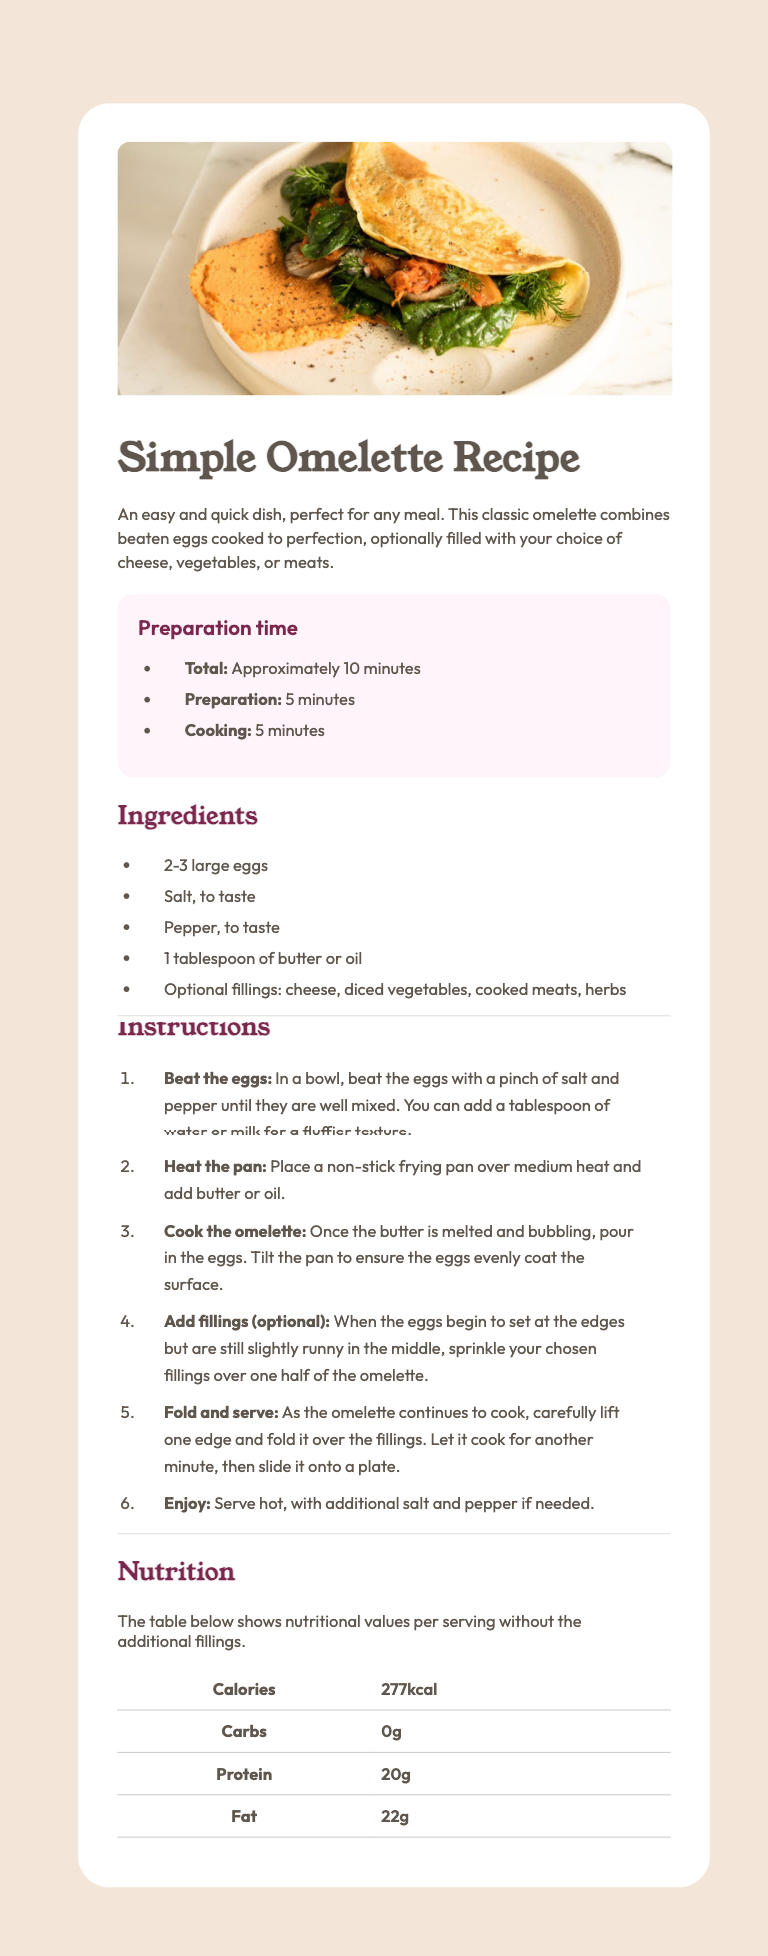 Simple Omelette Recipe
An easy and quick dish, perfect for any meal. This classic omelette combines
beaten eggs cooked to perfection, optionally filled with your choice of
cheese, vegetables, or meats.
Preparation time
• Total: Approximately 10 minutes
• Preparation: 5 minutes
• Cooking: 5 minutes
Ingredients
• 2-3 large eggs
• Salt, to taste
• Pepper, to taste
• 1 tablespoon of butter or oil
• Optional fillings: cheese, diced vegetables, cooked meats, herbs
Instructions
1. Beat the eggs: In a bowl, beat the eggs with a pinch of salt and
pepper until they are well mixed. You can add a tablespoon of
water or milk for a fluffier texture.
2. Heat the pan: Place a non-stick frying pan over medium heat and
add butter or oil.
3. Cook the omelette: Once the butter is melted and bubbling, pour
in the eggs. Tilt the pan to ensure the eggs evenly coat the
surface.
4. Add fillings (optional): When the eggs begin to set at the edges
but are still slightly runny in the middle, sprinkle your chosen
fillings over one half of the omelette.
5. Fold and serve: As the omelette continues to cook, carefully lift
one edge and fold it over the fillings. Let it cook for another
minute, then slide it onto a plate.
6. Enjoy: Serve hot, with additional salt and pepper if needed.
Nutrition
The table below shows nutritional values per serving without the
additional fillings.
Calories 277kcal
Carbs 0g
Protein 20g
Fat 22g